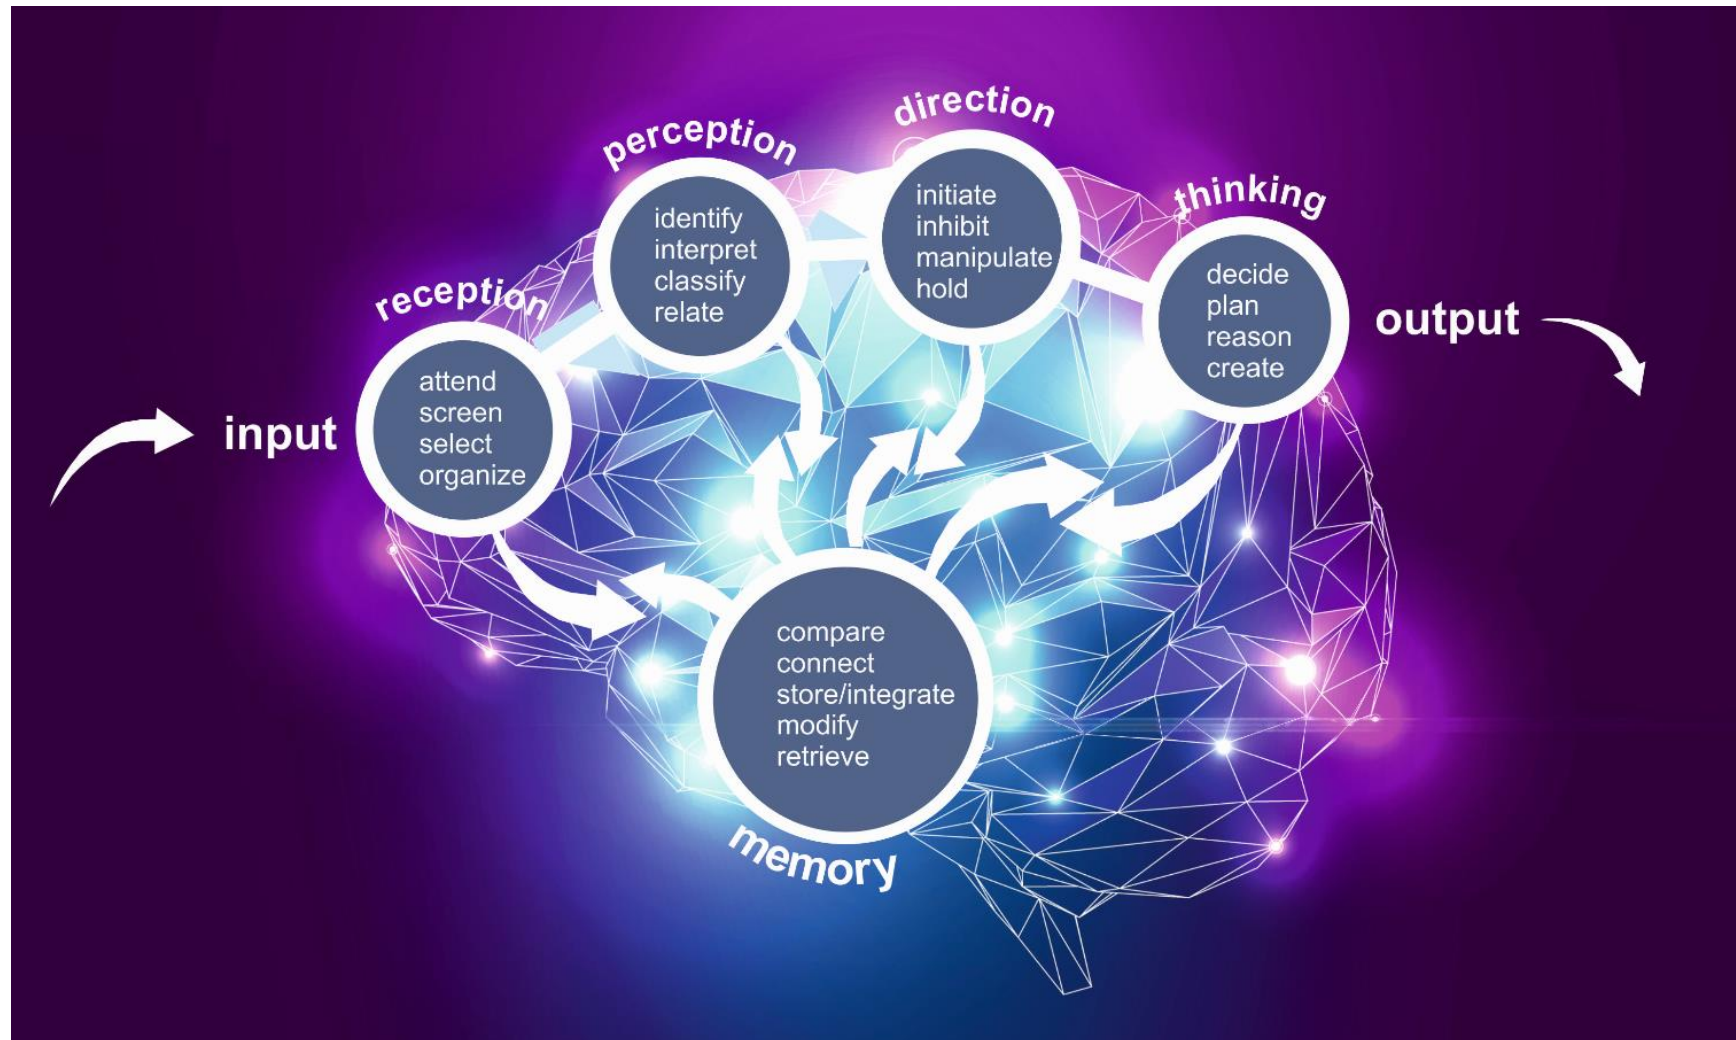 input
reception
attend
screen
select
organize
perception
identify
interpret
classify
relate
direction
initiate
inhibit
manipulate
hold
thinking
decide
plan
reason
create
output
compare
connect
store/integrate
modify
retrieve
memory